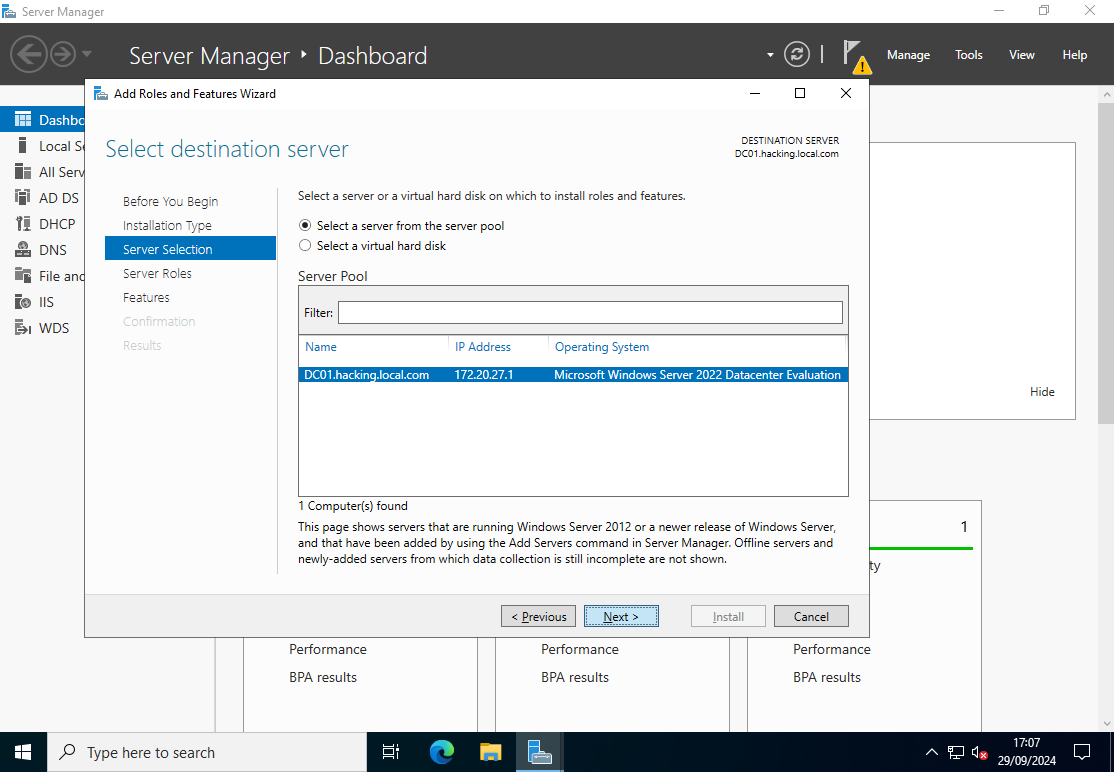 Server Manager
Server Manager
Dashboard
Manage
Tools
View
Help
Dashbo
Local Se
All Serv
AD DS
DHCP
DNS
File and
IIS
WDS
Add Roles and Features Wizard
Select destination server
DESTINATION SERVER
DC01.hacking.local.com
Before You Begin
Installation Type
Server Selection
Server Roles
Features
Confirmation
Results
Select a server or a virtual hard disk on which to install roles and features.
Select a server from the server pool
Select a virtual hard disk
Server Pool
Filter:
Name IP Address Operating System
DC01.hacking.local.com 172.20.27.1 Microsoft Windows Server 2022 Datacenter Evaluation
1 Computer(s) found
This page shows servers that are running Windows Server 2012 or a newer release of Windows Server,
and that have been added by using the Add Servers command in Server Manager. Offline servers and
newly-added servers from which data collection is still incomplete are not shown.
< Previous
Next >
Install
Cancel
Hide
1
ty
Performance Performance Performance
BPA results BPA results BPA results
Type here to search
17:07
29/09/2024